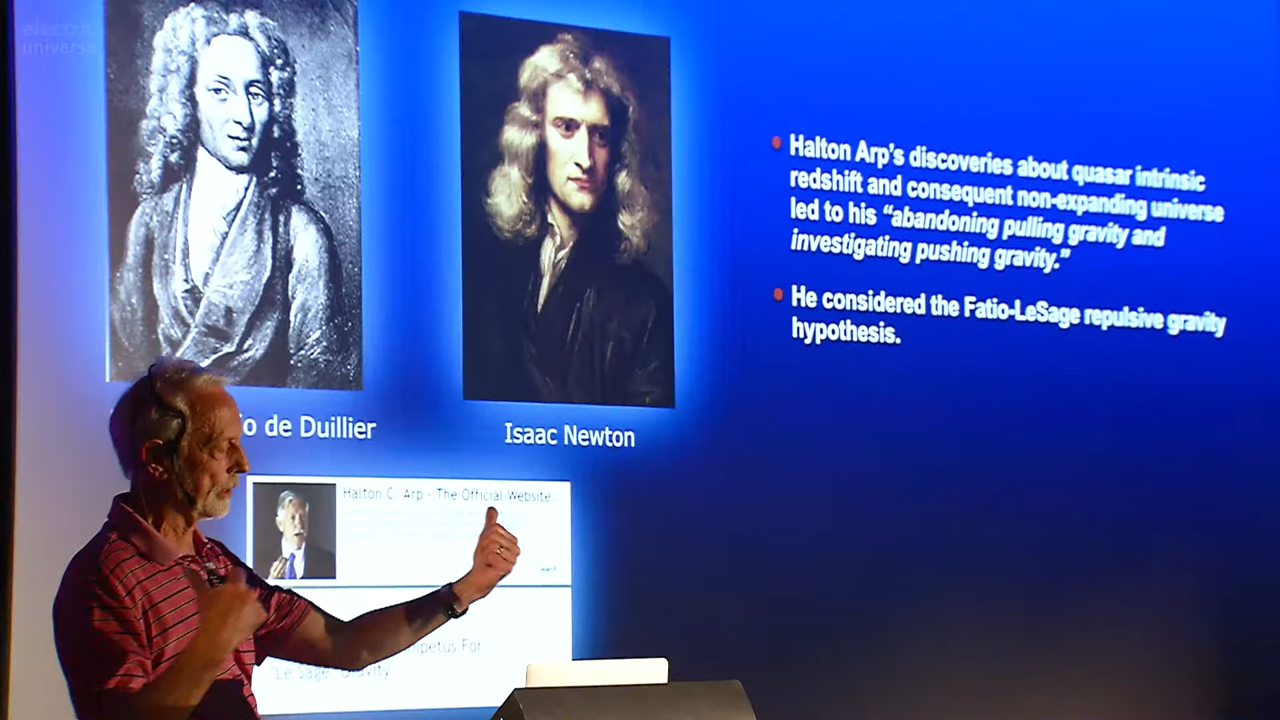 electric
universe
Halton Arp's discoveries about quasar intrinsic
redshift and consequent non-expanding universe
led to his “abandoning pulling gravity and
investigating pushing gravity.”
He considered the Fatio-LeSage repulsive gravity
hypothesis.
de Duillier
Isaac Newton
Halton C. Arp - The Official Website.
For
"Le Sage" Gravity